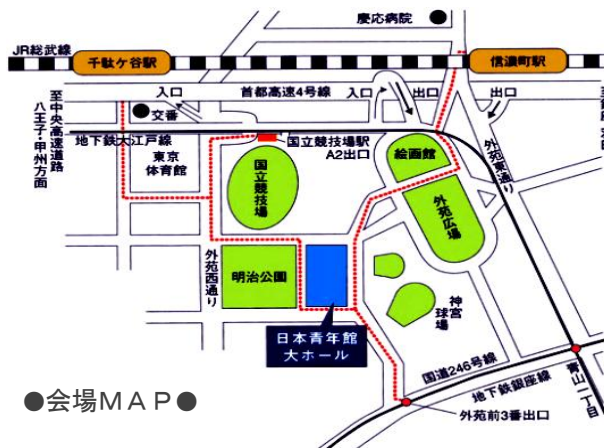 慶応病院
JR総武線
千駄ケ谷駅
信濃町駅
入口
首都高速4号線
入口
出口
出口
交番
至中央高速道路
八王子・甲州方面
地下鉄大江戸線
国立競技場駅
A2出口
絵画館
外苑東通り
東京
体育館
国立競技場
外苑広場
外苑西通り
明治公園
神宮
球場
日本青年館
大ホール
国道246号線
地下鉄銀座線
青山一丁目
外苑前3番出口
●会場MAP●